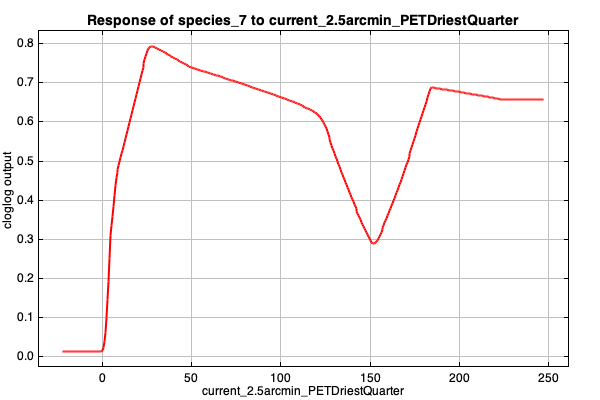 Response of species_7 to current_2.5arcmin_PETDriestQuarter
0.8
0.7
0.6
0.5
0.4
0.3
0.2
0.1
0.0
cloglog output
0 50 100 150 200 250
current_2.5arcmin_PETDriestQuarter